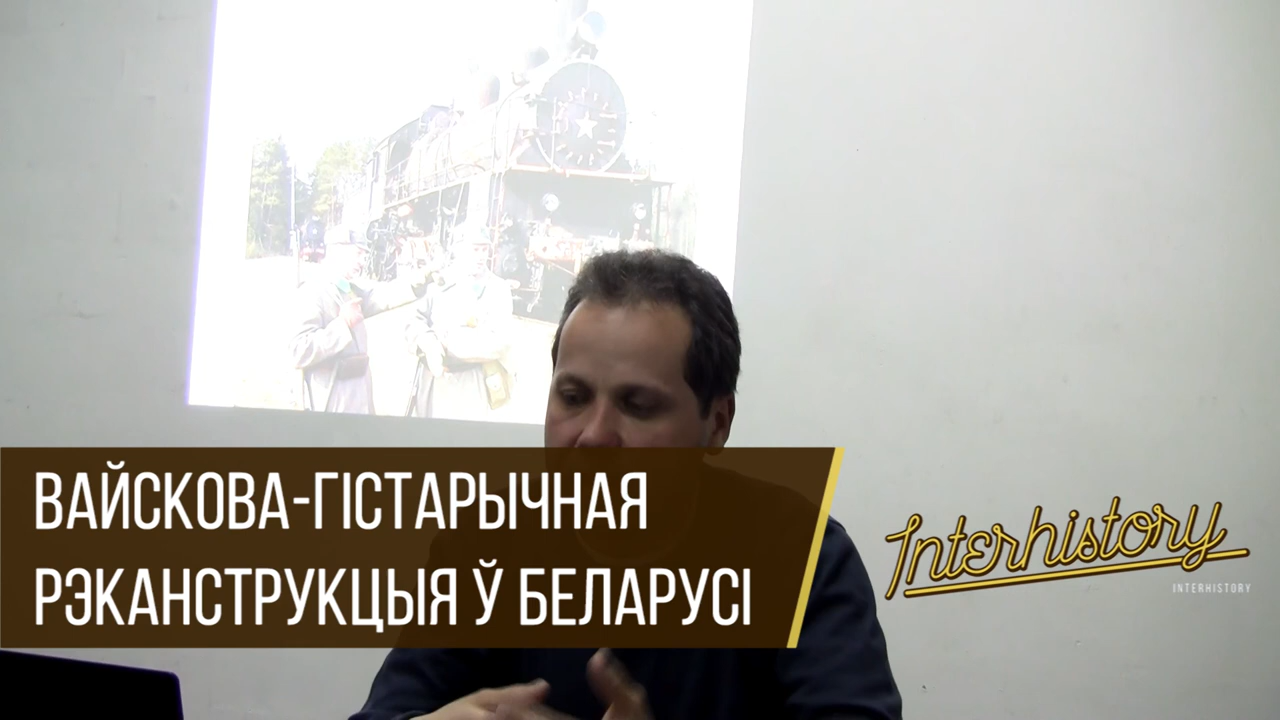 ВАЙСКОВА-ГІСТАРЫЧНАЯ
РЭКАНСТРУКЦЫЯ Ў БЕЛАРУСІ
Interhistory
INTERHISTORY